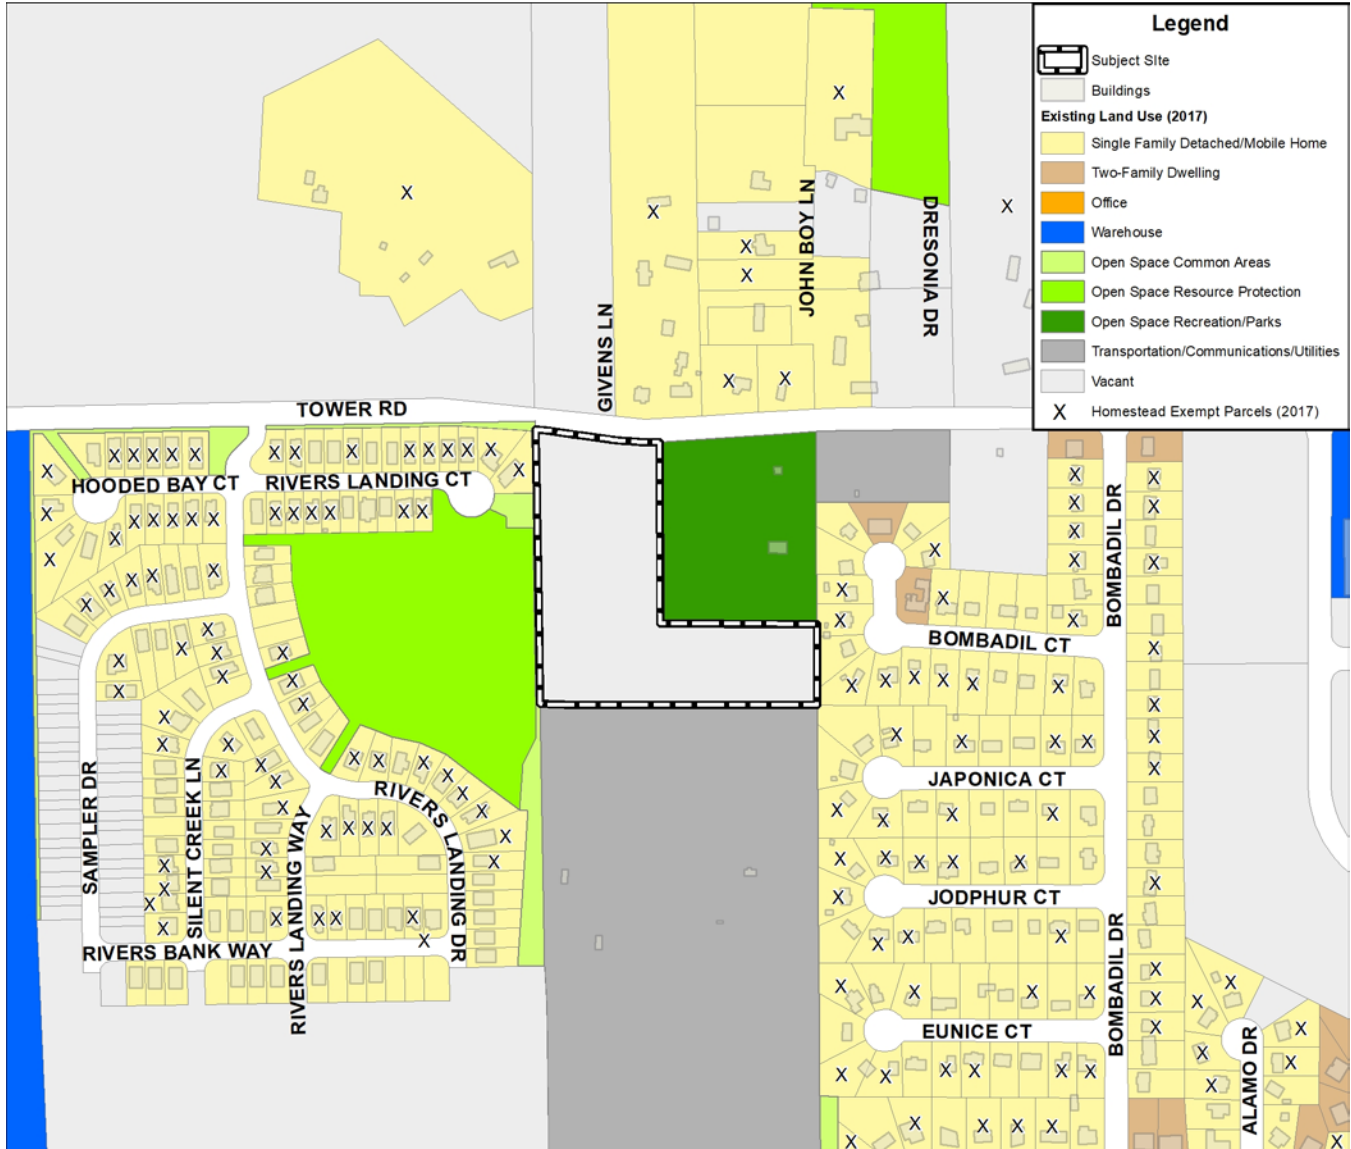 Legend
Subject SIte
Buildings
Existing Land Use (2017)
Single Family Detached/Mobile Home
Two-Family Dwelling
Office
Warehouse
Open Space Common Areas
Open Space Resource Protection
Open Space Recreation/Parks
Transportation/Communications/Utilities
Vacant
X Homestead Exempt Parcels (2017)
JOHN BOY LN
DRESONIA DR
GIVENS LN
TOWER RD
HOODED BAY CT
RIVERS LANDING CT
BOMBADIL DR
BOMBADIL CT
JAPONICA CT
SAMPLER DR
SILENT CREEK LN
RIVERS LANDING WAY
RIVERS LANDING DR
JODPHUR CT
RIVERS BANK WAY
BOMBADIL DR
EUNICE CT
ALAMO DR